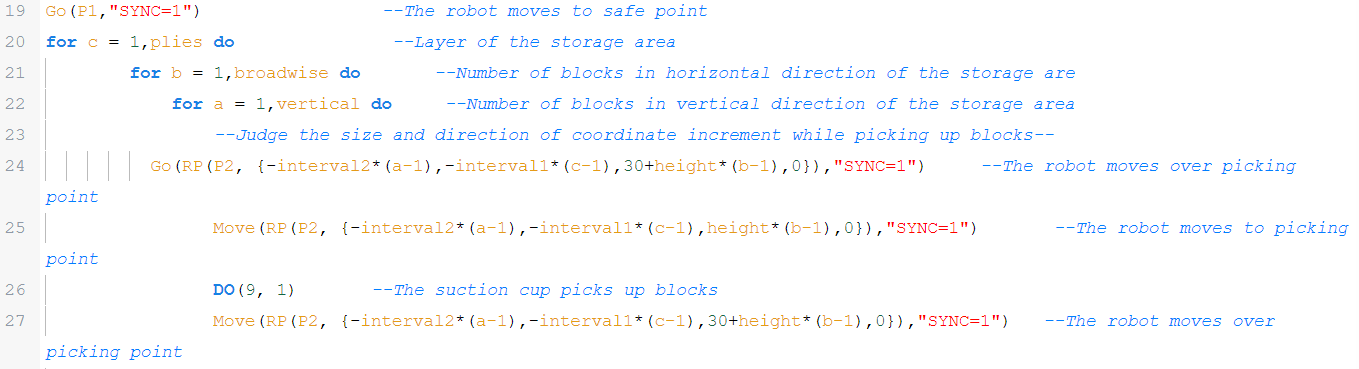 19 Go(P1,"SYNC=1") --The robot moves to safe point
20 for c = 1,plies do --Layer of the storage area
21 for b = 1,broadwise do --Number of blocks in horizontal direction of the storage are
22 for a = 1,vertical do --Number of blocks in vertical direction of the storage area
23 --Judge the size and direction of coordinate increment while picking up blocks--
24 Go(RP(P2, {-interval2*(a-1),-interval1*(c-1),30+height*(b-1),0}),"SYNC=1") --The robot moves over picking
point
25 Move(RP(P2, {-interval2*(a-1),-interval1*(c-1),height*(b-1),0}),"SYNC=1") --The robot moves to picking
point
26 DO(9, 1) --The suction cup picks up blocks
27 Move(RP(P2, {-interval2*(a-1),-interval1*(c-1),30+height*(b-1),0}),"SYNC=1") --The robot moves over
picking point